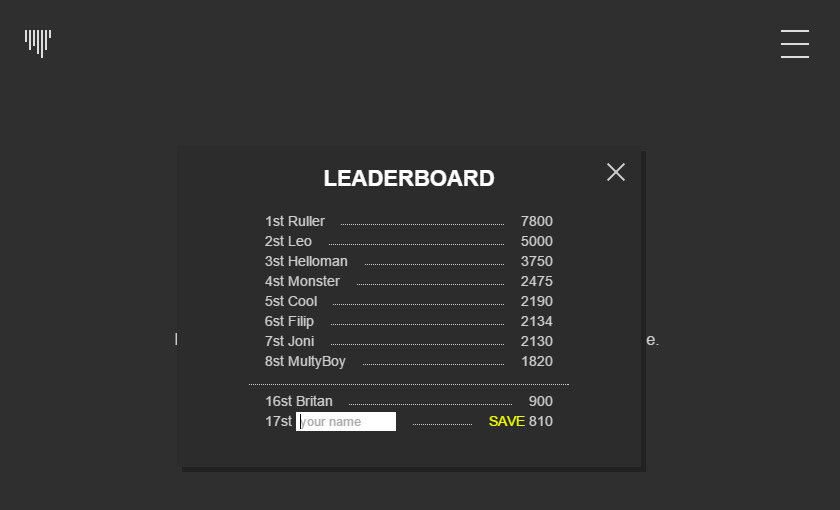 LEADERBOARD
1st Ruller 7800
2st Leo 5000
3st Helloman 3750
4st Monster 2475
5st Cool 2190
6st Filip 2134
7st Joni 2130
8st MultyBoy 1820
e.
16st Britan 900
17st your name SAVE 810